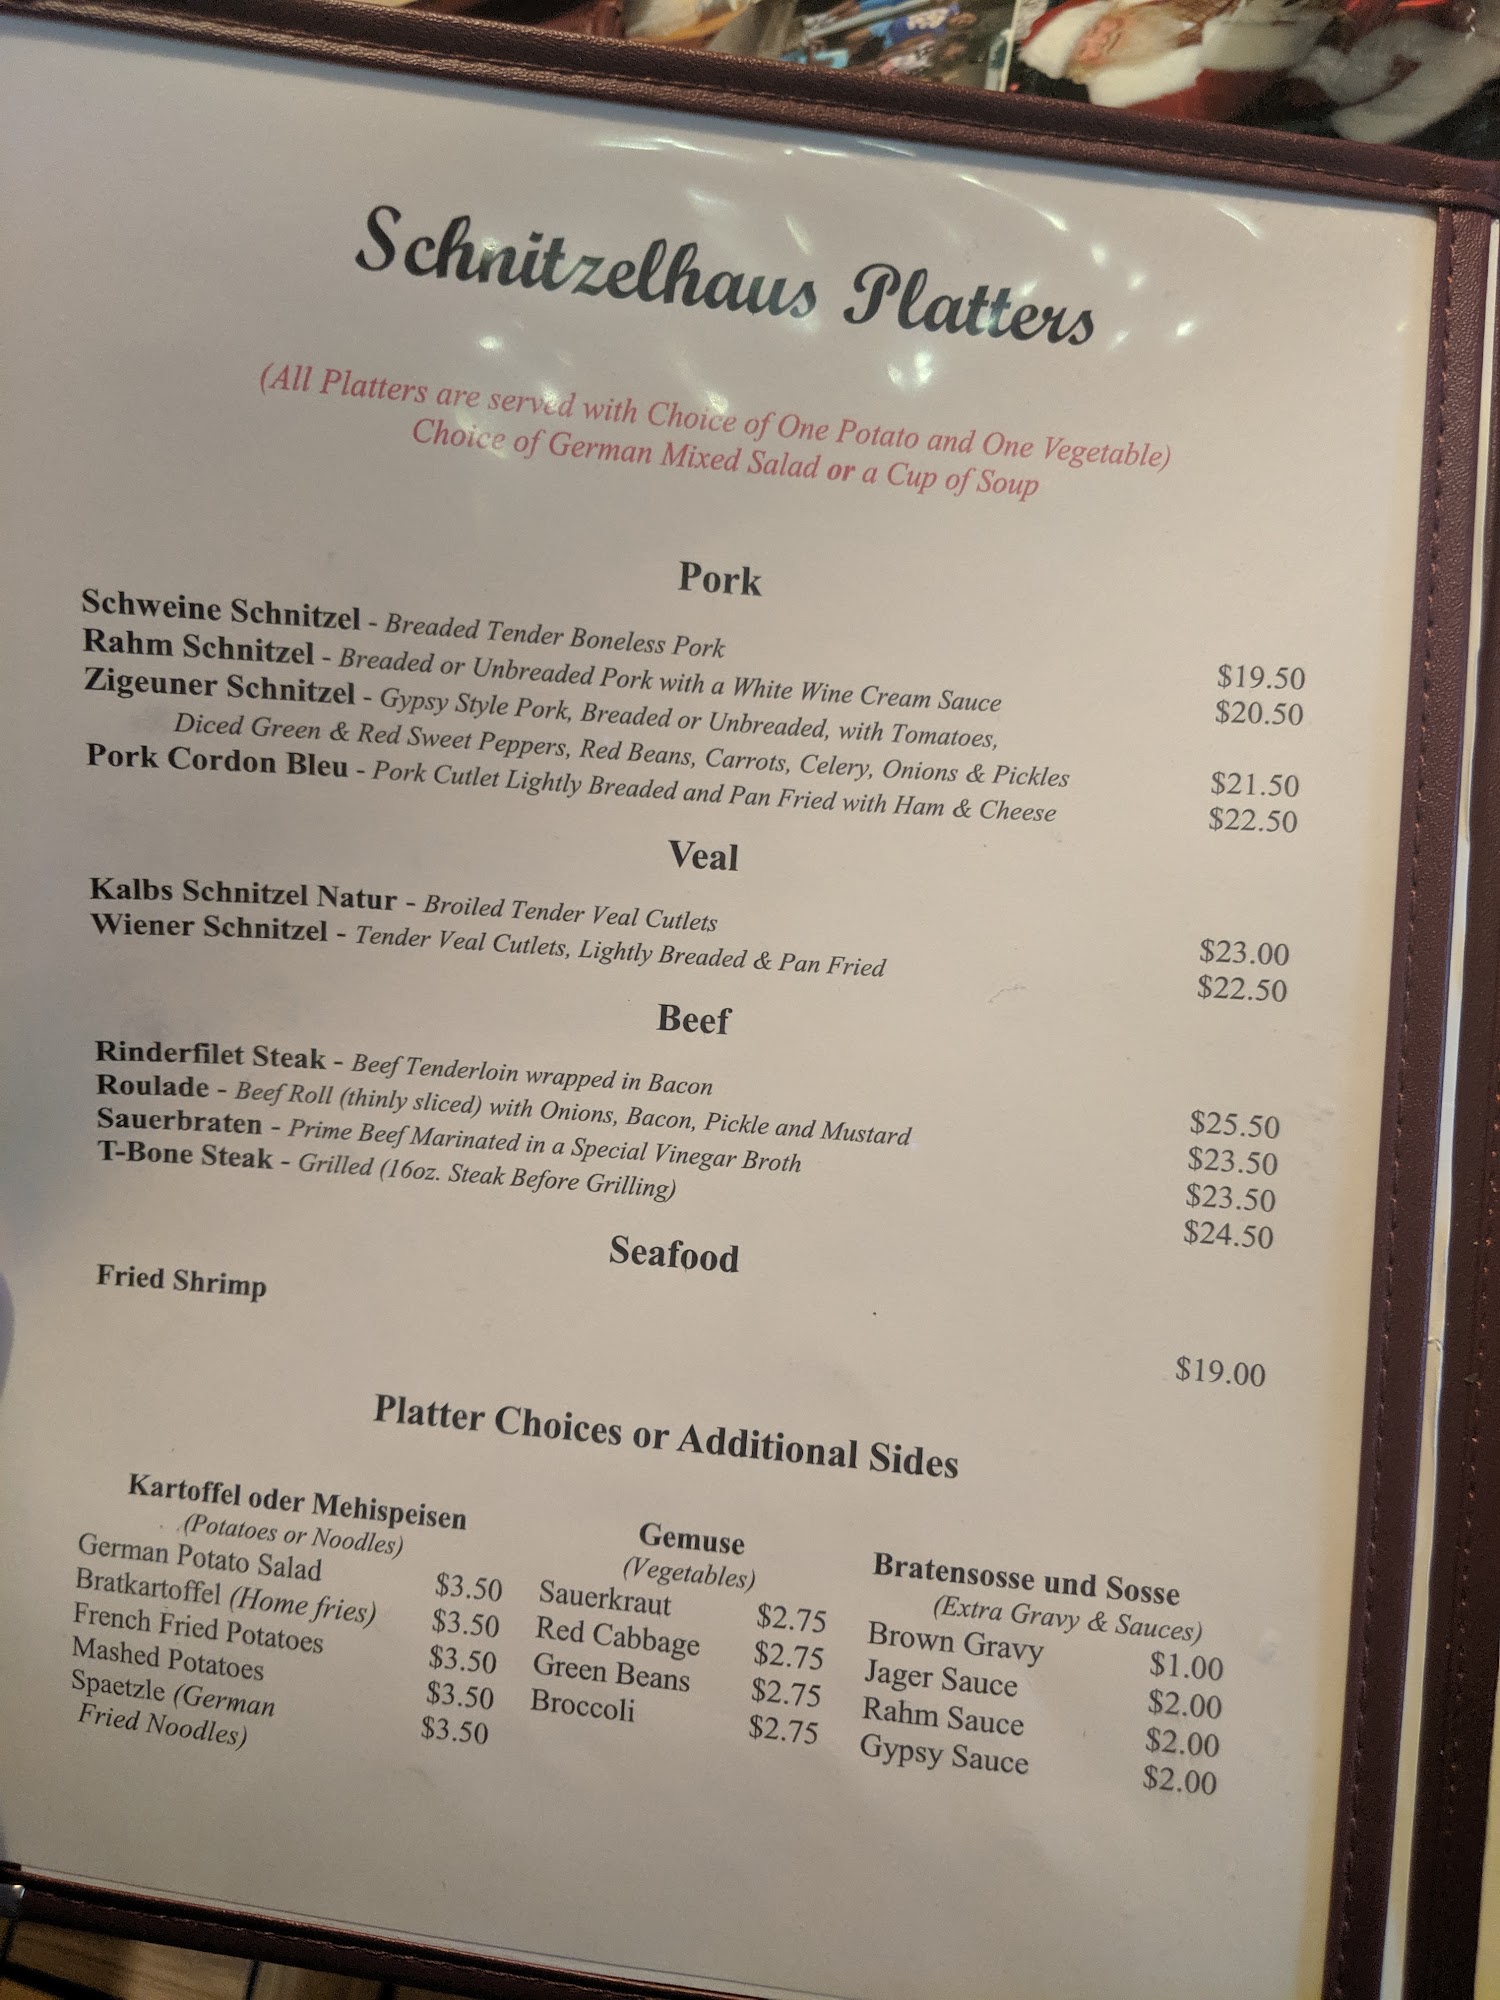 Schnitzelhaus Platters
(All Platters are served with Choice of One Potato and One Vegetable)
Choice of German Mixed Salad or a Cup of Soup
Pork
Schweine Schnitzel - Breaded Tender Boneless Pork $19.50
Rahm Schnitzel - Breaded or Unbreaded Pork with a White Wine Cream Sauce $20.50
Zigeuner Schnitzel - Gypsy Style Pork, Breaded or Unbreaded, with Tomatoes,
Diced Green & Red Sweet Peppers, Red Beans, Carrots, Celery, Onions & Pickles $21.50
Pork Cordon Bleu - Pork Cutlet Lightly Breaded and Pan Fried with Ham & Cheese $22.50
Veal
Kalbs Schnitzel Natur - Broiled Tender Veal Cutlets $23.00
Wiener Schnitzel - Tender Veal Cutlets, Lightly Breaded & Pan Fried $22.50
Beef
Rinderfilet Steak - Beef Tenderloin wrapped in Bacon $25.50
Roulade - Beef Roll (thinly sliced) with Onions, Bacon, Pickle and Mustard $23.50
Sauerbraten - Prime Beef Marinated in a Special Vinegar Broth $23.50
T-Bone Steak - Grilled (16oz. Steak Before Grilling) $24.50
Seafood
Fried Shrimp $19.00
Platter Choices or Additional Sides
Kartoffel oder Mehispeisen
(Potatoes or Noodles)
German Potato Salad $3.50
Bratkartoffel (Home fries) $3.50
French Fried Potatoes $3.50
Mashed Potatoes $3.50
Spaetzle (German $3.50
Fried Noodles)
Gemuse
(Vegetables)
Sauerkraut $2.75
Red Cabbage $2.75
Green Beans $2.75
Broccoli $2.75
Bratensosse und Sosse
(Extra Gravy & Sauces)
Brown Gravy $1.00
Jager Sauce $2.00
Rahm Sauce $2.00
Gypsy Sauce $2.00